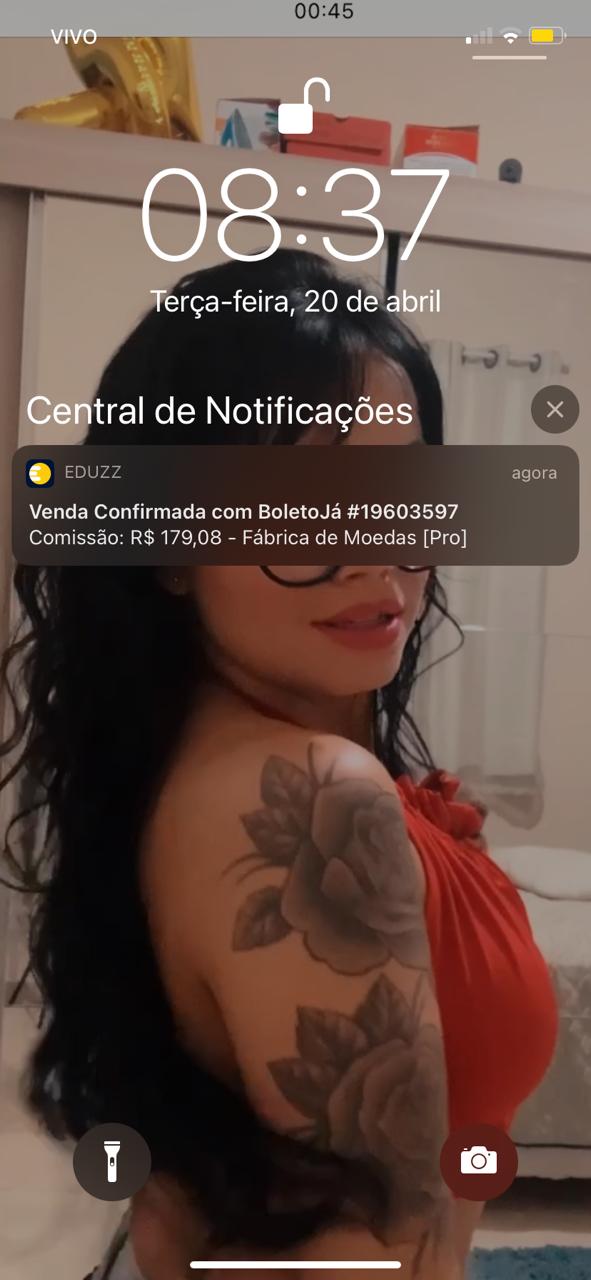 00:45
VIVO
08:37
Terça-feira, 20 de abril
Central de Notificações
EDUZZ
agora
Venda Confirmada com BoletoJá #19603597
Comissão: R$ 179,08 - Fábrica de Moedas [Pro]